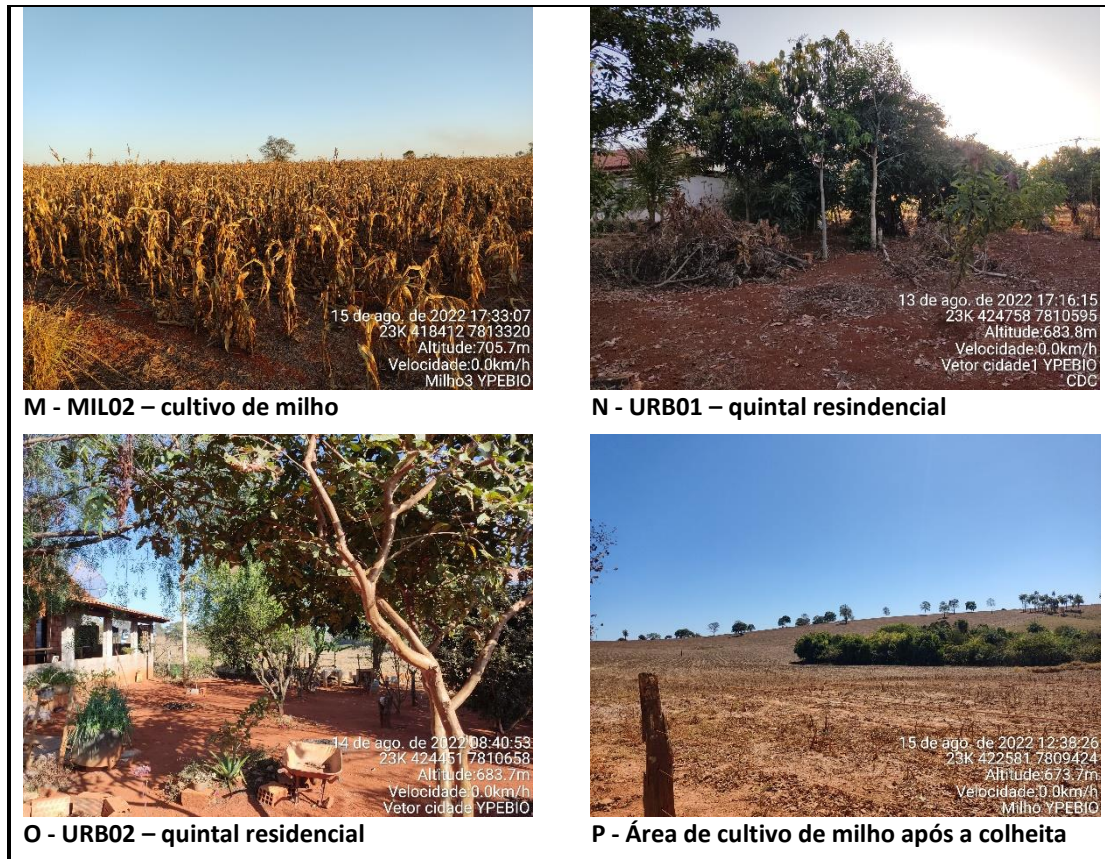 15 de ago. de 2022 17:33:07
23K 418412 7813320
Altitude:705.7m
Velocidade:0.0km/h
Milho3 YPEBIO
M - MIL02 – cultivo de milho
13 de ago. de 2022 17:16:15
23K 424758 7810595
Altitude:683.8m
Velocidade:0.0km/h
Vetor cidade1 YPEBIO
CDC
N - URB01 – quintal resindencial
14 de ago. de 2022 08:40:53
23K 424451 7810658
Altitude:683.7m
Velocidade:0.0km/h
Vetor cidade YPEBIO
O - URB02 – quintal residencial
15 de ago. de 2022 12:38:26
23K 422581 7809424
Altitude:673.7m
Velocidade:0.0km/h
Milho YPEBIO
P - Área de cultivo de milho após a colheita